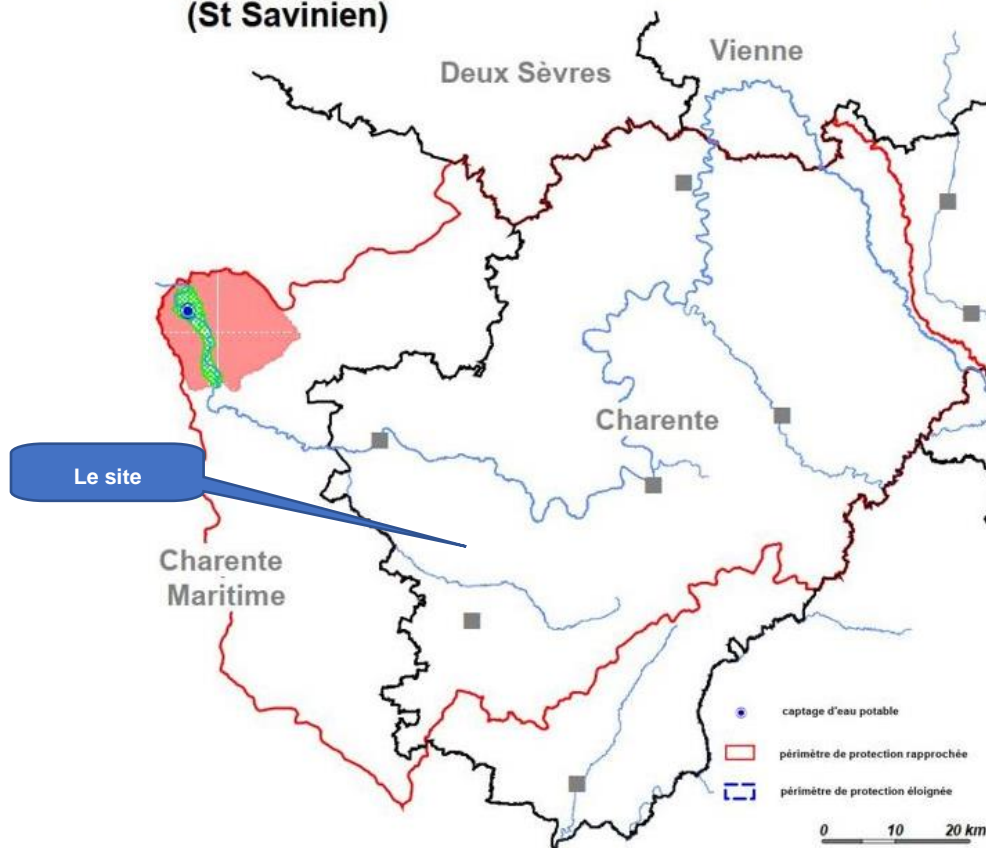 (St Savinien)
Vienne
Deux Sèvres
Charente
Le site
Charente
Maritime
captage d'eau potable
périmètre de protection rapprochée
périmètre de protection éloignée
0 10 20 km